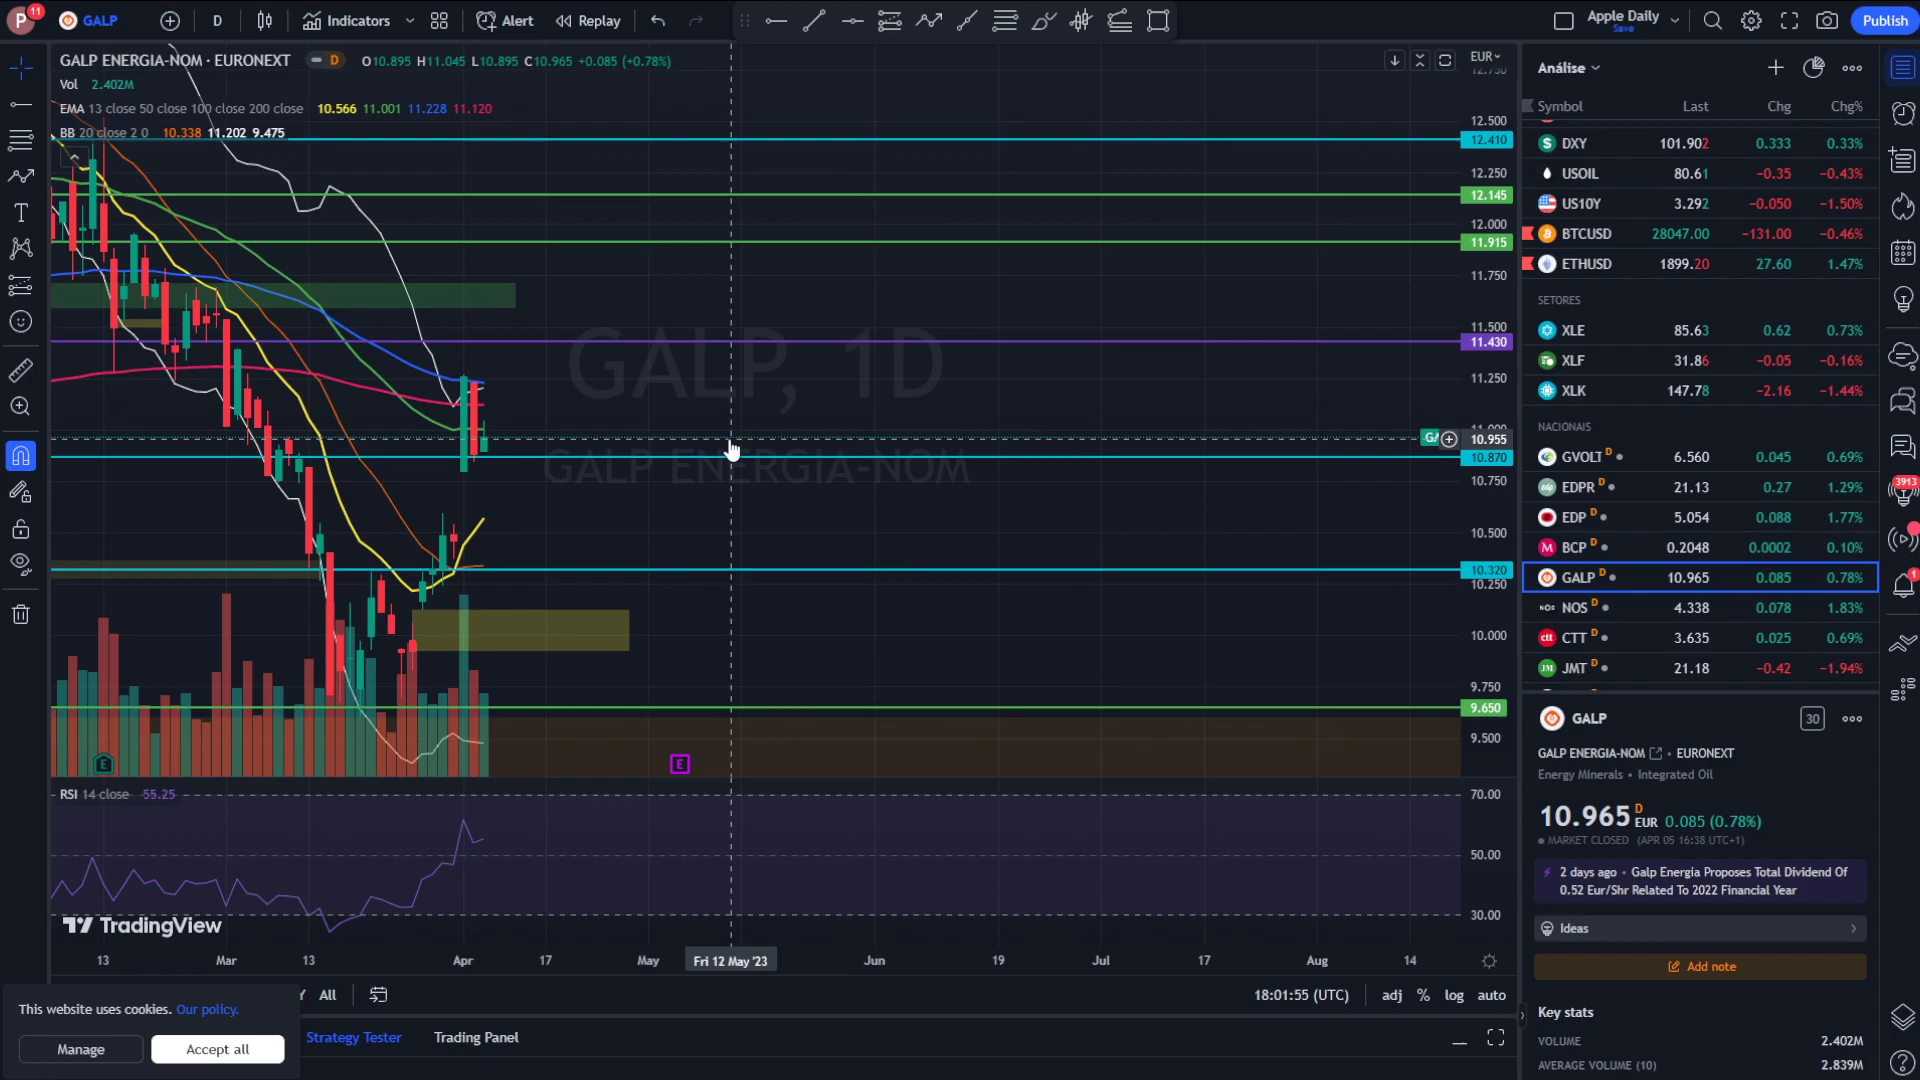 P 11 GALP D Indicators Alert Replay Apple Daily Save Publish
GALP ENERGIA-NOM · EURONEXT D O10.895 H11.045 L10.895 C10.965 +0.085 (+0.78%)
Vol 2.402M
EMA 13 close 50 close 100 close 200 close 10.566 11.001 11.228 11.120
BB 20 close 2 0 10.338 11.202 9.475
EUR
12.750
12.500
12.410
12.250
12.145
12.000
11.915
11.750
11.500
11.430
11.250
11.000
10.955
10.870
10.750
10.500
10.320
10.250
10.000
9.750
9.650
9.500
GALP, 1D
GALP ENERGIA-NOM
E
E
RSI 14 close 55.25
70.00
50.00
30.00
TradingView
13 Mar 13 Apr 17 May Fri 12 May '23 Jun 19 Jul 17 Aug 14
All 18:01:55 (UTC) adj % log auto
This website uses cookies. Our policy.
Manage Accept all
Strategy Tester Trading Panel
Análise
Symbol Last Chg Chg%
DXY 101.902 0.333 0.33%
USOIL 80.61 −0.35 −0.43%
US10Y 3.292 −0.050 −1.50%
BTCUSD 28047.00 −131.00 −0.46%
ETHUSD 1899.20 27.60 1.47%
SETORES
XLE 85.63 0.62 0.73%
XLF 31.86 −0.05 −0.16%
XLK 147.78 −2.16 −1.44%
NACIONAIS
GVOLT D 6.560 0.045 0.69%
EDPR D 21.13 0.27 1.29%
EDP D 5.054 0.088 1.77%
BCP D 0.2048 0.0002 0.10%
GALP D 10.965 0.085 0.78%
NOS D 4.338 0.078 1.83%
CTT D 3.635 0.025 0.69%
JMT D 21.18 −0.42 −1.94%
3913
1
GALP 30
GALP ENERGIA-NOM · EURONEXT
Energy Minerals · Integrated Oil
10.965 D EUR 0.085 (0.78%)
MARKET CLOSED (APR 05 16:38 UTC+1)
2 days ago · Galp Energia Proposes Total Dividend Of
0.52 Eur/Shr Related To 2022 Financial Year
Ideas
Add note
Key stats
VOLUME 2.402M
AVERAGE VOLUME (10) 2.839M